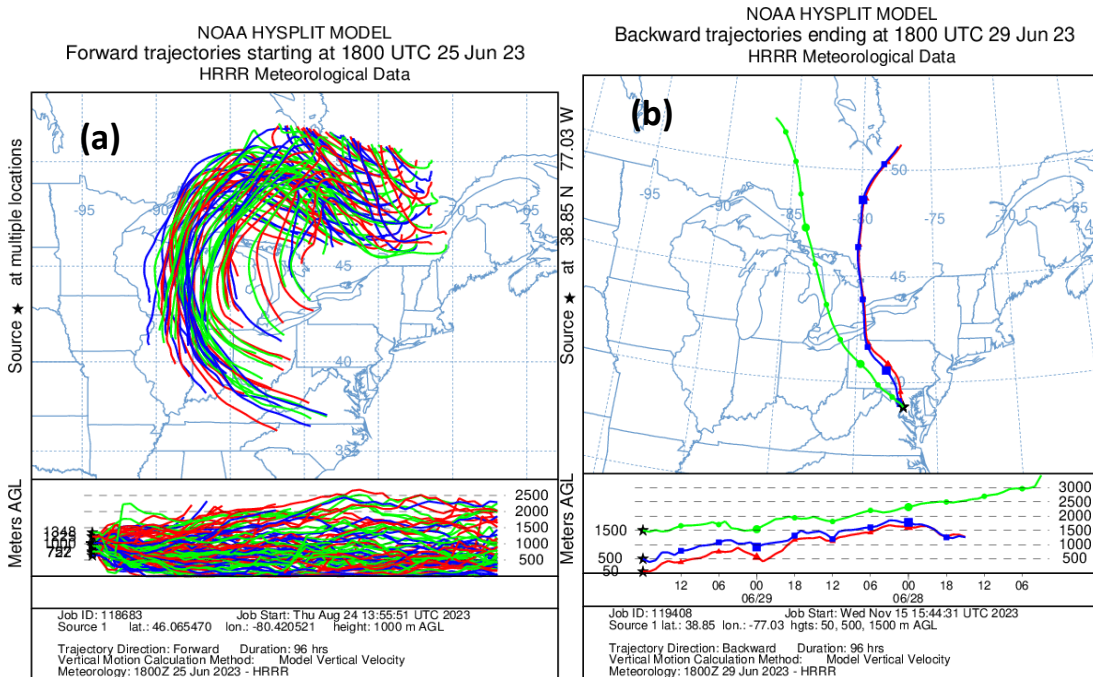 NOAA HYSPLIT MODEL
Forward trajectories starting at 1800 UTC 25 Jun 23
HRRR Meteorological Data
(a)
Source ★ at multiple locations
-95
-90
-70
-65
45
40
35
Meters AGL
2500
2000
1500
1000
500
1000
Job ID: 118683 Job Start: Thu Aug 24 13:55:51 UTC 2023
Source 1 lat.: 46.065470 lon.: -80.420521 height: 1000 m AGL
Trajectory Direction: Forward Duration: 96 hrs
Vertical Motion Calculation Method: Model Vertical Velocity
Meteorology: 1800Z 25 Jun 2023 - HRRR
NOAA HYSPLIT MODEL
Backward trajectories ending at 1800 UTC 29 Jun 23
HRRR Meteorological Data
(b)
Source ★ at 38.85 N 77.03 W
-95
-85
-80
-75
-70
-65
50
45
40
35
Meters AGL
3000
2500
2000
1500
1000
500
1500
500
50
12 06 00 18 12 06 00 18 12 06
06/29 06/28
Job ID: 119408 Job Start: Wed Nov 15 15:44:31 UTC 2023
Source 1 lat.: 38.85 lon.: -77.03 hgts: 50, 500, 1500 m AGL
Trajectory Direction: Backward Duration: 96 hrs
Vertical Motion Calculation Method: Model Vertical Velocity
Meteorology: 1800Z 29 Jun 2023 - HRRR